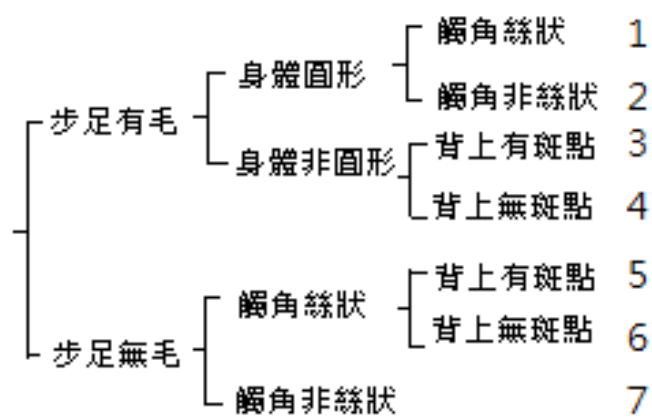 觸角絲狀 1
身體圓形
觸角非絲狀 2
步足有毛
背上有斑點 3
身體非圓形
背上無斑點 4
背上有斑點 5
觸角絲狀
背上無斑點 6
步足無毛
觸角非絲狀 7